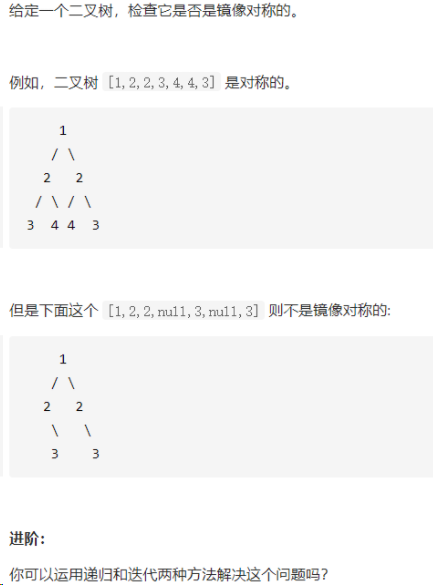 给定一个二叉树，检查它是否是镜像对称的。
例如，二叉树 [1,2,2,3,4,4,3] 是对称的。
    1
   / \
  2   2
 / \ / \
3  4 4  3
但是下面这个 [1,2,2,null,3,null,3] 则不是镜像对称的:
    1
   / \
  2   2
   \   \
   3    3
进阶：
你可以运用递归和迭代两种方法解决这个问题吗？